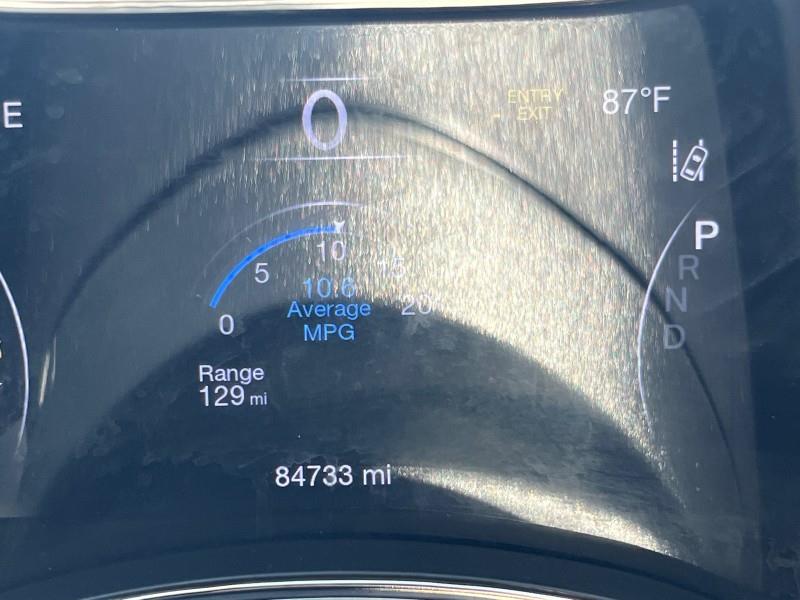 E
0
ENTRY
EXIT
87°F
P
R
N
D
0
5
10
15
20
10.6
Average
MPG
Range
129 mi
84733 mi